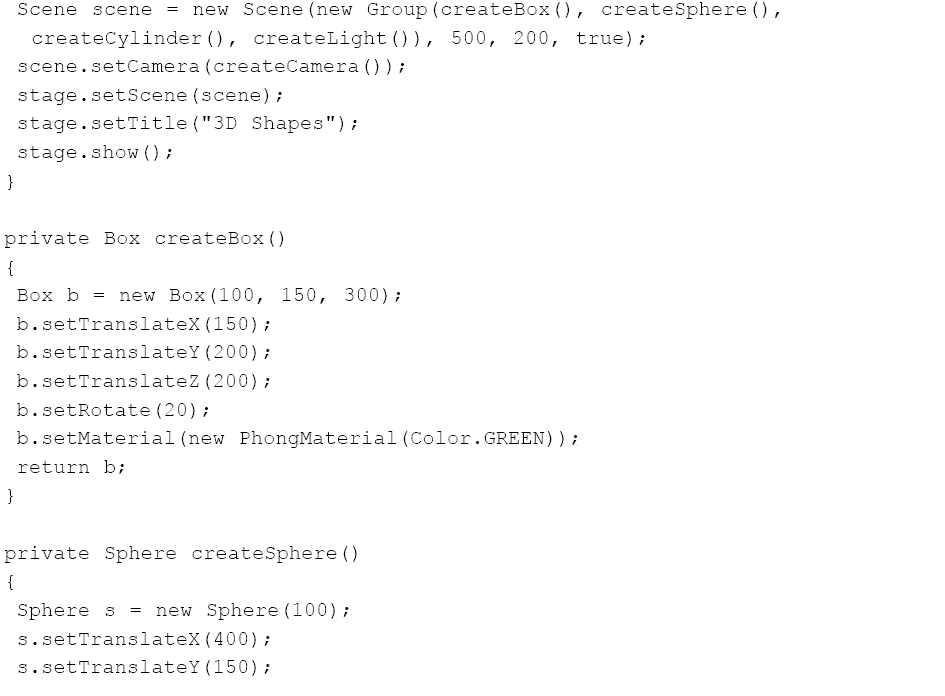 Scene scene = new Scene(new Group(createBox(), createSphere(),
createCylinder(), createLight()), 500, 200, true);
scene.setCamera(createCamera());
stage.setScene(scene);
stage.setTitle("3D Shapes");
stage.show();
}
private Box createBox()
{
Box b = new Box(100, 150, 300);
b.setTranslateX(150);
b.setTranslateY(200);
b.setTranslateZ(200);
b.setRotate(20);
b.setMaterial(new PhongMaterial(Color.GREEN));
return b;
}
private Sphere createSphere()
{
Sphere s = new Sphere(100);
s.setTranslateX(400);
s.setTranslateY(150);